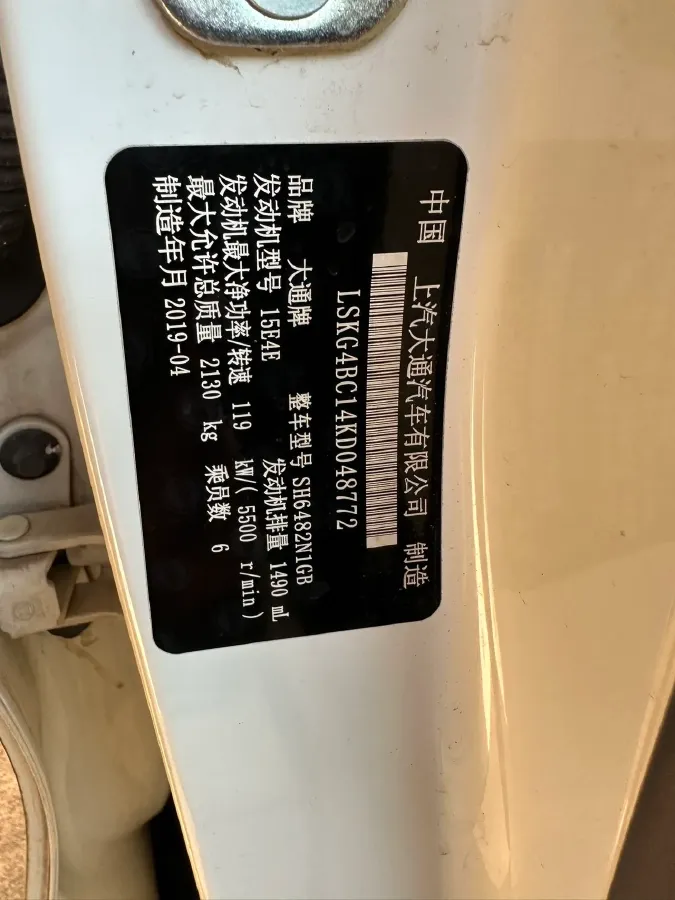 中国 上汽大通汽车有限公司 制造
LSKG4BC14KD048772
品牌 大通牌 整车型号 SH6482N1GB
发动机型号 15E4E 发动机排量 1490 mL
发动机最大净功率/转速 119 kW/( 5500 r/min )
最大允许总质量 2130 kg 乘员数 6
制造年月 2019-04